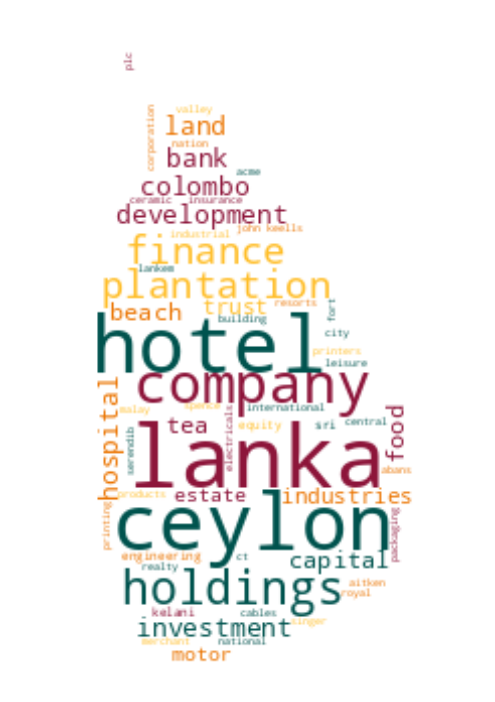 plc
valley
corporation
land
nation
bank
acme
colombo
ceramic insurance
development
john keells
industrial
finance
lankem
plantation
trust resorts
beach
fort
building
hotel
city
printers
leisure
company
hospital
malay
spence
international
food
tea
electricals
equity
sri
central
serendib
lanka
abans
products
estate
industries
printing
ceylon
packaging
engineering
ct
capital
realty
holdings
aitken
royal
kelani
cables
singer
investment
merchant
national
motor